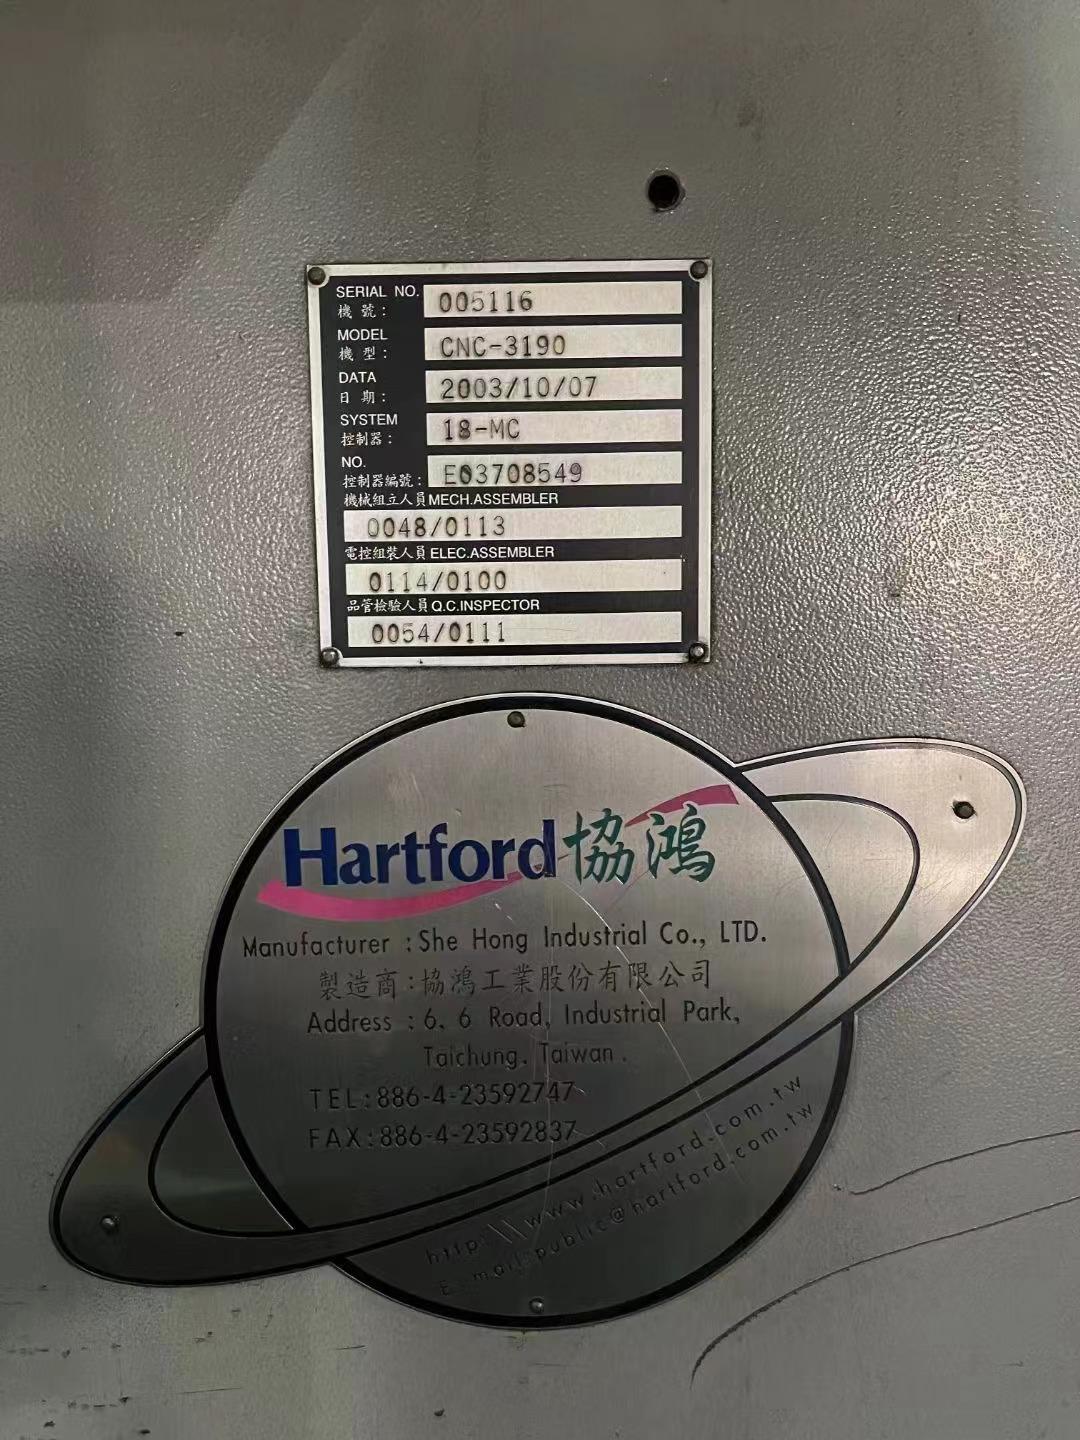 SERIAL NO. 005116
機 號：
MODEL CNC-3190
機 型：
DATA 2003/10/07
日 期：
SYSTEM 18-MC
控制器：
NO. E03708549
控制器編號：
機械組立人員 MECH.ASSEMBLER
0048/0113
電控組裝人員 ELEC.ASSEMBLER
0114/0100
品管檢驗人員 Q.C.INSPECTOR
0054/0111
Hartford 協鴻
Manufacturer : She Hong Industrial Co., LTD.
製造商：協鴻工業股份有限公司
Address : 6, 6 Road, Industrial Park,
Taichung, Taiwan.
TEL:886-4-23592747
FAX:886-4-23592837
http:\\www.hartford.com.tw
E-mail:public@hartford.com.tw